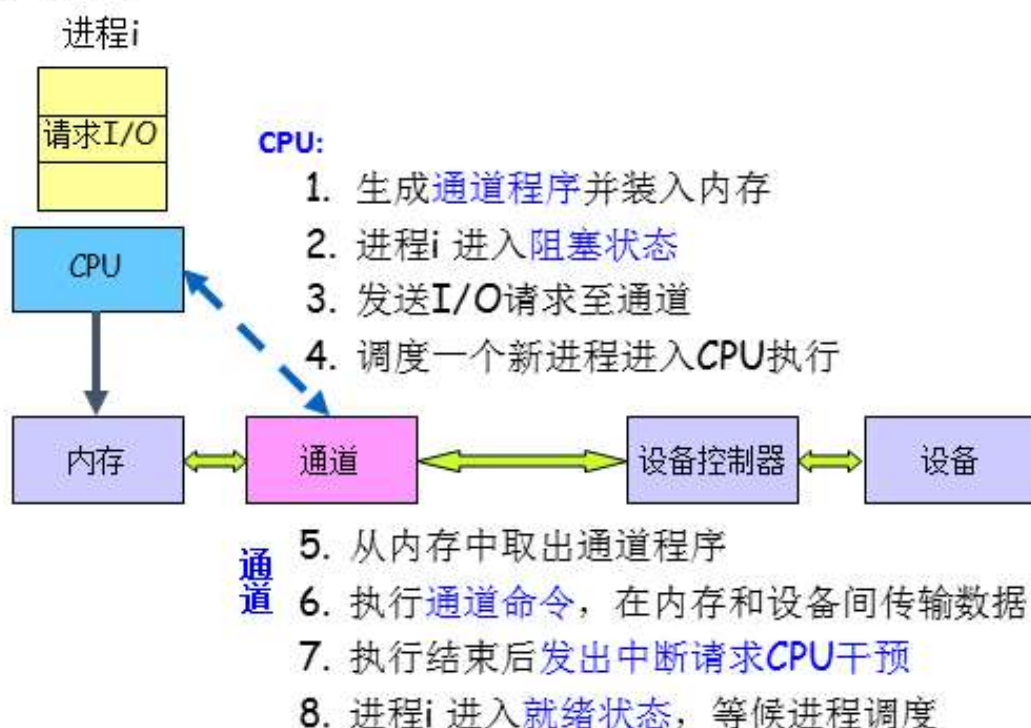 进程i
请求I/O
CPU:
1. 生成通道程序并装入内存
2. 进程i 进入阻塞状态
3. 发送I/O请求至通道
4. 调度一个新进程进入CPU执行
CPU
内存
通道
设备控制器
设备
通道
5. 从内存中取出通道程序
6. 执行通道命令，在内存和设备间传输数据
7. 执行结束后发出中断请求CPU干预
8. 进程i 进入就绪状态，等候进程调度